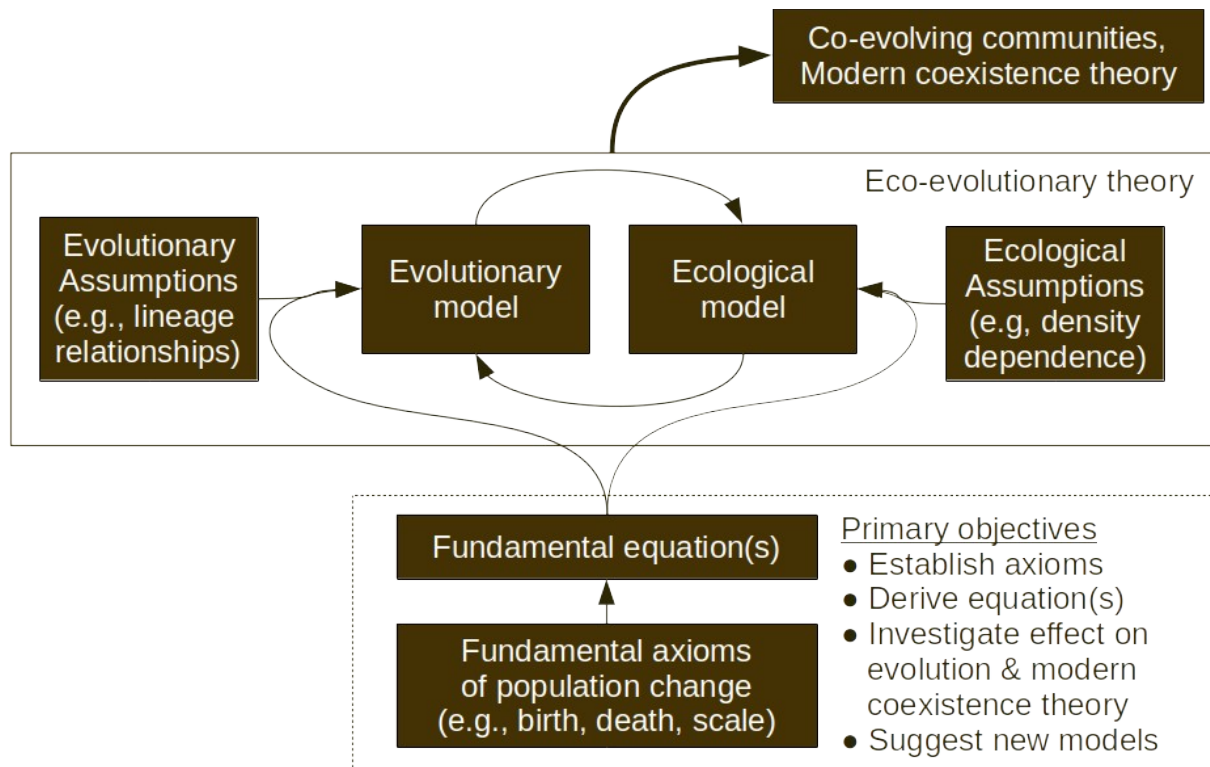 Co-evolving communities,
Modern coexistence theory
Eco-evolutionary theory
Evolutionary
Assumptions
(e.g., lineage
relationships)
Evolutionary
model
Ecological
model
Ecological
Assumptions
(e.g, density
dependence)
Fundamental equation(s)
Fundamental axioms
of population change
(e.g., birth, death, scale)
Primary objectives
● Establish axioms
● Derive equation(s)
● Investigate effect on
evolution & modern
coexistence theory
● Suggest new models